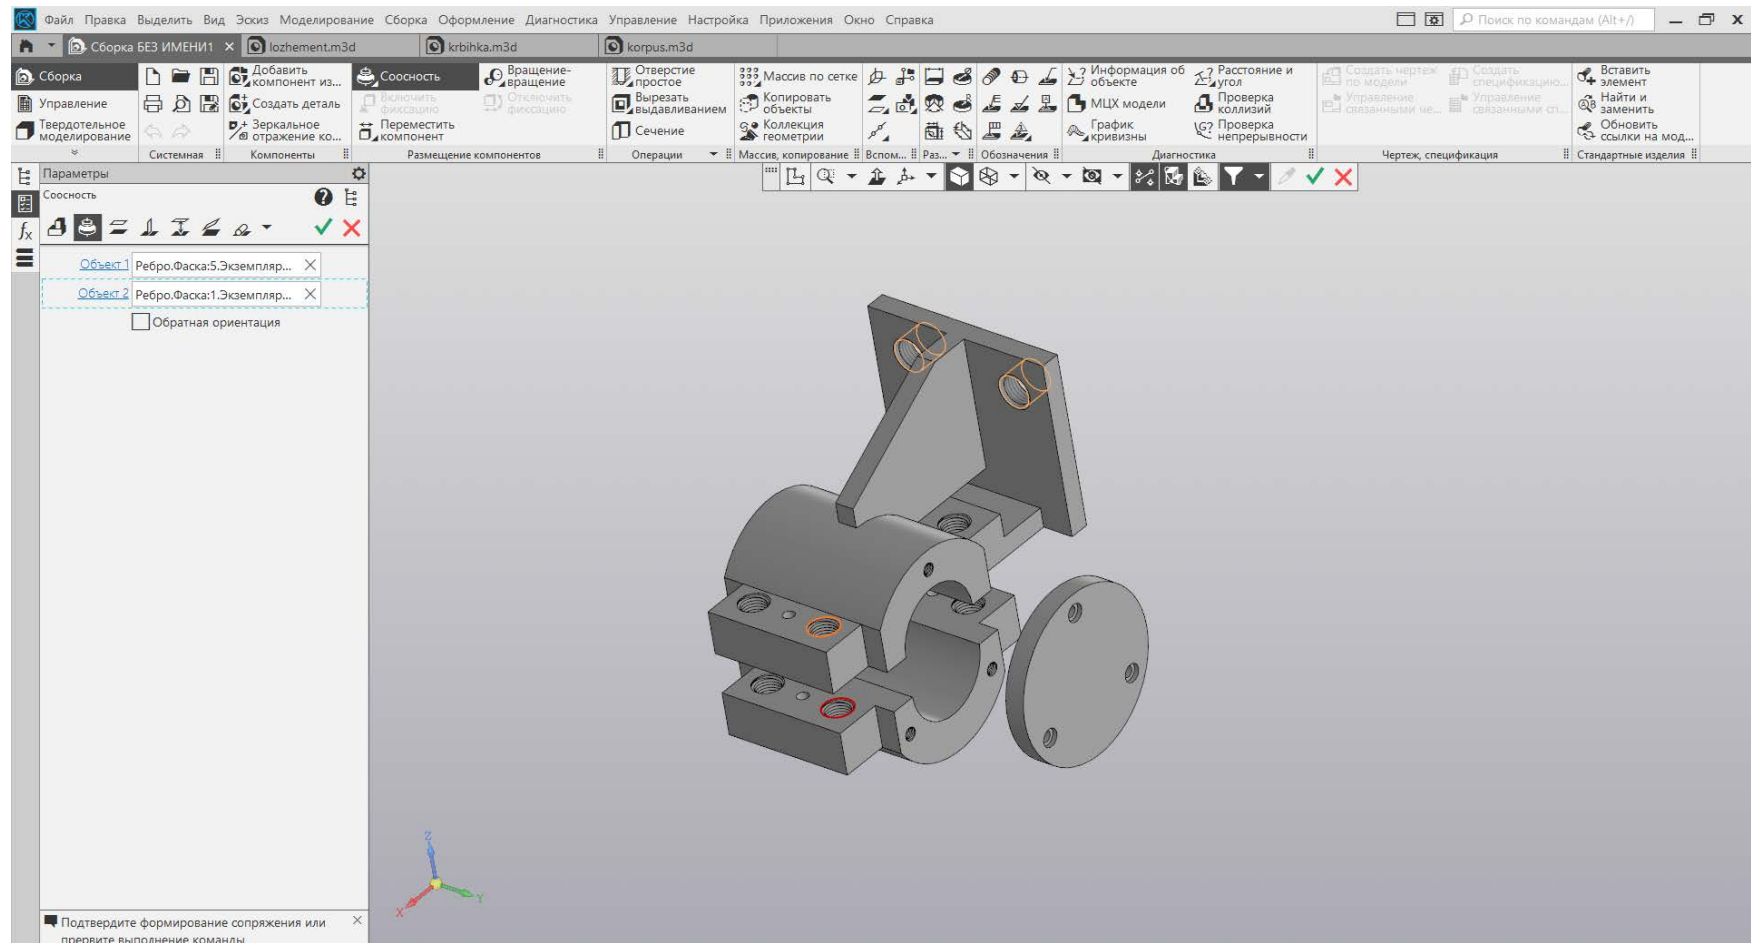 Файл Правка Выделить Вид Эскиз Моделирование Сборка Оформление Диагностика Управление Настройка Приложения Окно Справка
Поиск по командам (Alt+/)
Сборка БЕЗ ИМЕНИ1
lozhement.m3d
krbihka.m3d
korpus.m3d
Сборка
Управление
Твердотельное
моделирование
Системная
Добавить
компонент из...
Создать деталь
Зеркальное
отражение ко...
Компоненты
Соосность
Включить
фиксацию
Переместить
компонент
Вращение-
вращение
Отключить
фиксацию
Размещение компонентов
Отверстие
простое
Вырезать
выдавливанием
Сечение
Операции
Массив по сетке
Копировать
объекты
Коллекция
геометрии
Массив, копирование
Вспом...
Раз...
Обозначения
Информация об
объекте
МЦХ модели
График
кривизны
Расстояние и
угол
Проверка
коллизий
Проверка
непрерывности
Диагностика
Создать чертеж
по модели
Управление
связанными че...
Создать
спецификацию...
Управление
связанными сп...
Чертеж, спецификация
Вставить
элемент
Найти и
заменить
Обновить
ссылки на мод...
Стандартные изделия
Параметры
Соосность
Объект 1 Ребро.Фаска:5.Экземпляр...
Объект 2 Ребро.Фаска:1.Экземпляр...
Обратная ориентация
Z
X
Y
Подтвердите формирование сопряжения или
прервите выполнение команды